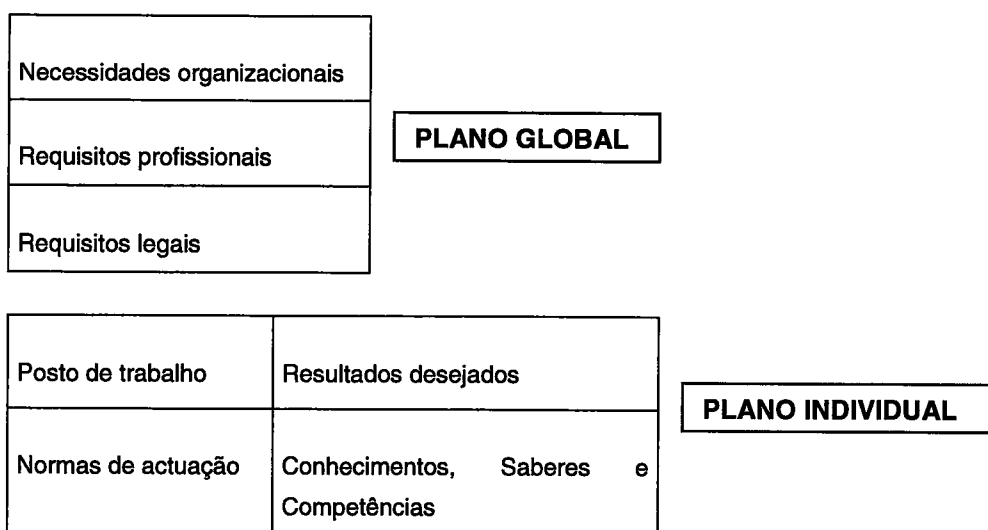 Necessidades organizacionais
Requisitos profissionais
Requisitos legais
PLANO GLOBAL
Posto de trabalho
Resultados desejados
Normas de actuação
Conhecimentos, Saberes e
Competências
PLANO INDIVIDUAL